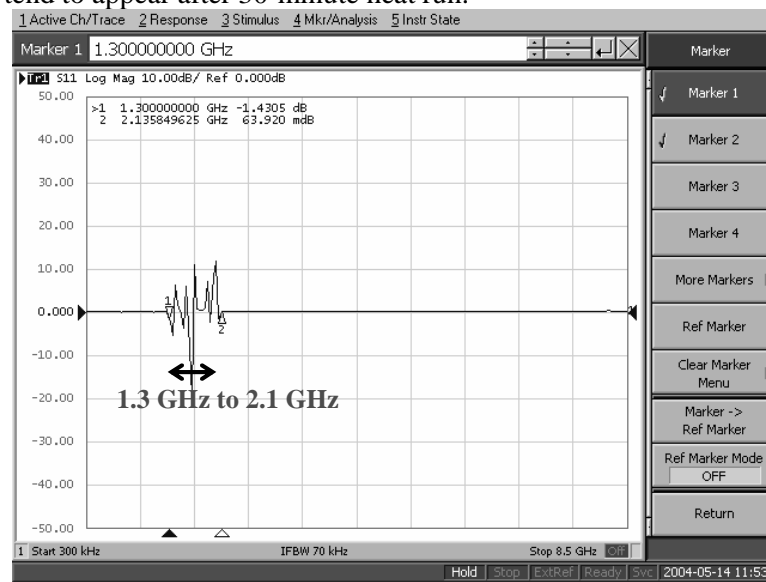 tend to appear after 30-minute heat run.
1 Active Ch/Trace 2 Response 3 Stimulus 4 Mkr/Analysis 5 Instr State
Marker 1 1.300000000 GHz
Marker
Tr1 S11 Log Mag 10.00dB/ Ref 0.000dB
50.00
>1 1.300000000 GHz -1.4305 dB
2 2.135849625 GHz 63.920 mdB
40.00
30.00
20.00
10.00
0.000
-10.00
-20.00
-30.00
-40.00
-50.00
1
2
1.3 GHz to 2.1 GHz
Marker 1
Marker 2
Marker 3
Marker 4
More Markers
Ref Marker
Clear Marker
Menu
Marker ->
Ref Marker
Ref Marker Mode
OFF
Return
1 Start 300 kHz IFBW 70 kHz Stop 8.5 GHz Off
Hold Stop ExtRef Ready Svc 2004-05-14 11:53